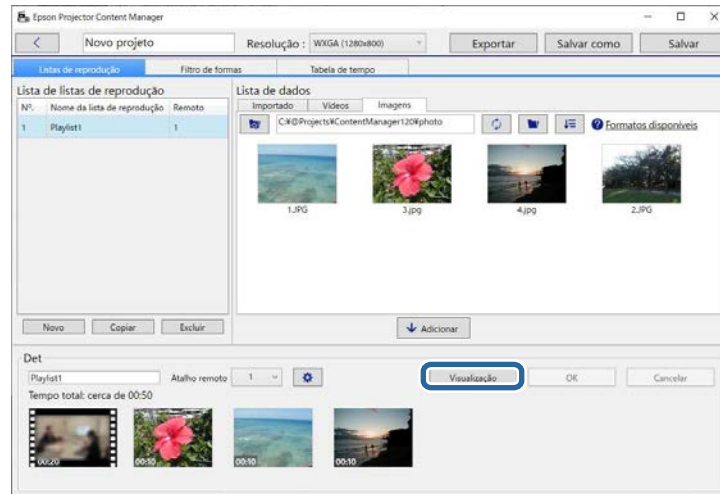 Epson Projector Content Manager
Novo projeto
Resolução : WXGA (1280x800)
Exportar
Salvar como
Salvar
Listas de reprodução
Filtro de formas
Tabela de tempo
Lista de listas de reprodução
Nº. Nome da lista de reprodução Remoto
1 Playlist1 1
Novo
Copiar
Excluir
Lista de dados
Importado
Vídeos
Imagens
C:¥@Projects¥ContentManager120¥photo
? Formatos disponíveis
1.JPG
3.jpg
4.jpg
2.JPG
Adicionar
Det
Playlist1
Atalho remoto 1
Visualização
OK
Cancelar
Tempo total: cerca de 00:50
00:20
00:10
00:10
00:10